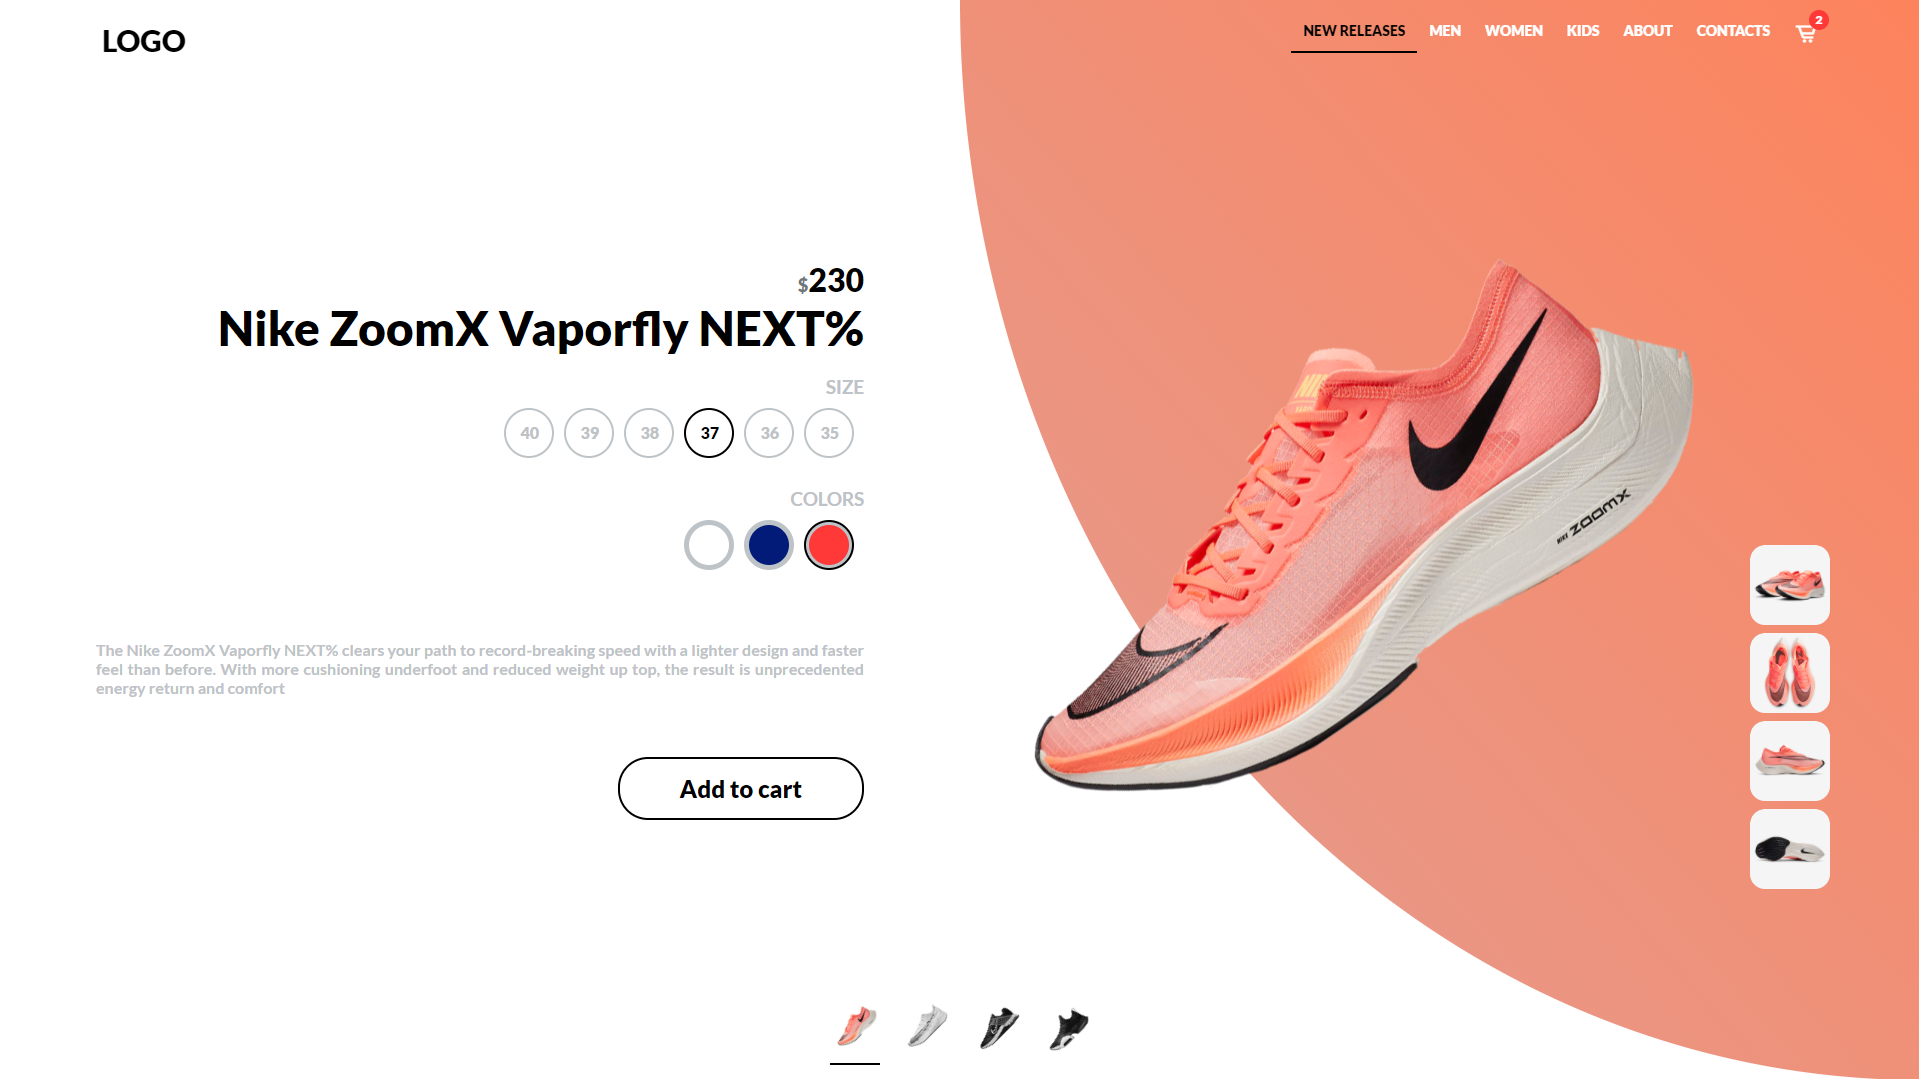 LOGO
NEW RELEASES
MEN
WOMEN
KIDS
ABOUT
CONTACTS
2
$230
Nike ZoomX Vaporfly NEXT%
SIZE
40
39
38
37
36
35
COLORS
The Nike ZoomX Vaporfly NEXT% clears your path to record-breaking speed with a lighter design and faster
feel than before. With more cushioning underfoot and reduced weight up top, the result is unprecedented
energy return and comfort
Add to cart
NIKE ZOOMX